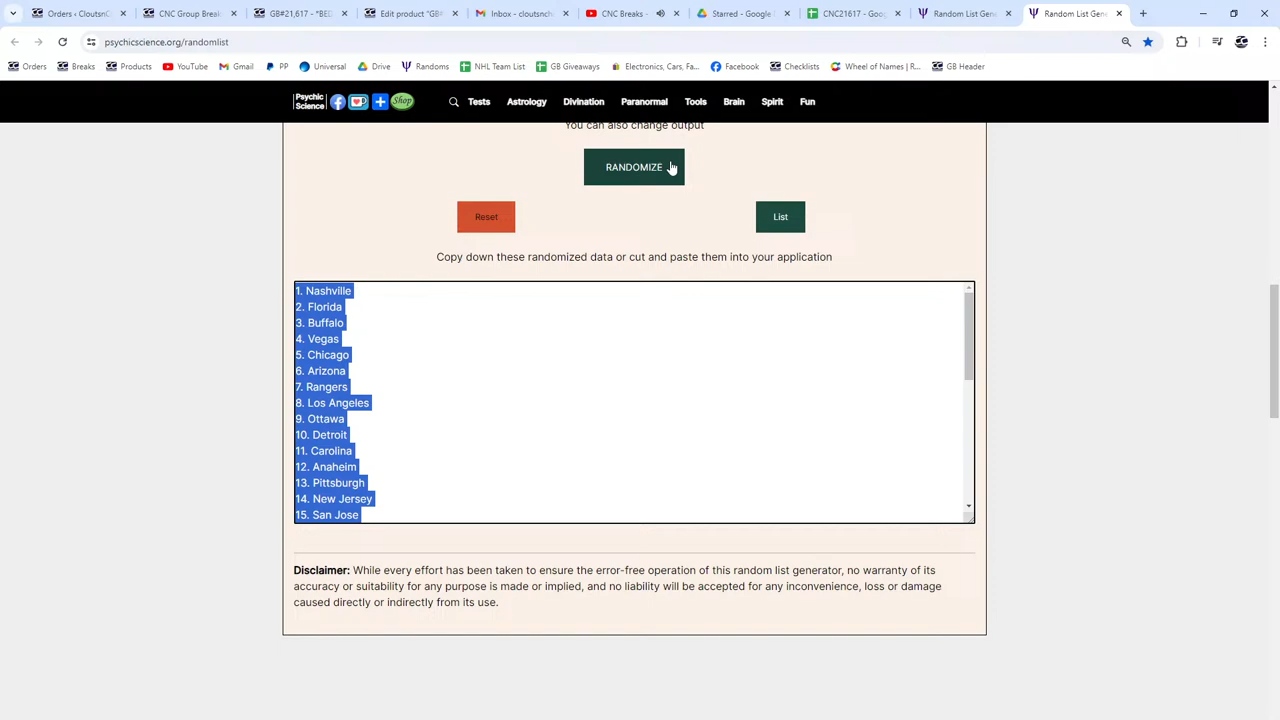 Orders ‹ CloutsnCh
CNC Group Break
GB#21,617 - "BED
Edit product "GB#
Inbox - cloutsnch
CNC Breaks -
Starred - Google
CNC21617 - Goog
Random List Gene
Random List Gene
psychicscience.org/randomlist
Orders
Breaks
Products
YouTube
Gmail
PP
Universal
Drive
Randoms
NHL Team List
GB Giveaways
Electronics, Cars, Fa...
Facebook
Checklists
Wheel of Names | R...
GB Header
Psychic
Science
Shop
Tests
Astrology
Divination
Paranormal
Tools
Brain
Spirit
Fun
You can also change output
RANDOMIZE
Reset
List
Copy down these randomized data or cut and paste them into your application
1. Nashville
2. Florida
3. Buffalo
4. Vegas
5. Chicago
6. Arizona
7. Rangers
8. Los Angeles
9. Ottawa
10. Detroit
11. Carolina
12. Anaheim
13. Pittsburgh
14. New Jersey
15. San Jose
Disclaimer: While every effort has been taken to ensure the error-free operation of this random list generator, no warranty of its
accuracy or suitability for any purpose is made or implied, and no liability will be accepted for any inconvenience, loss or damage
caused directly or indirectly from its use.